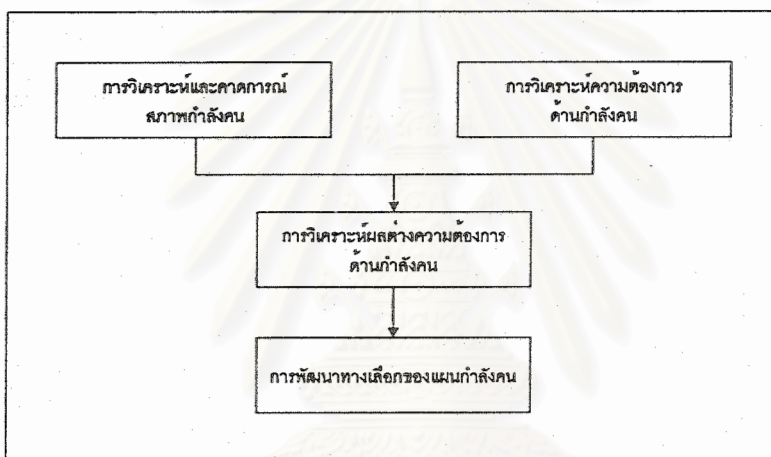 การวิเคราะห์และคาดการณ์
สภาพกำลังคน
การวิเคราะห์ความต้องการ
ด้านกำลังคน
การวิเคราะห์ผลต่างความต้องการ
ด้านกำลังคน
การพัฒนาทางเลือกของแผนกำลังคน